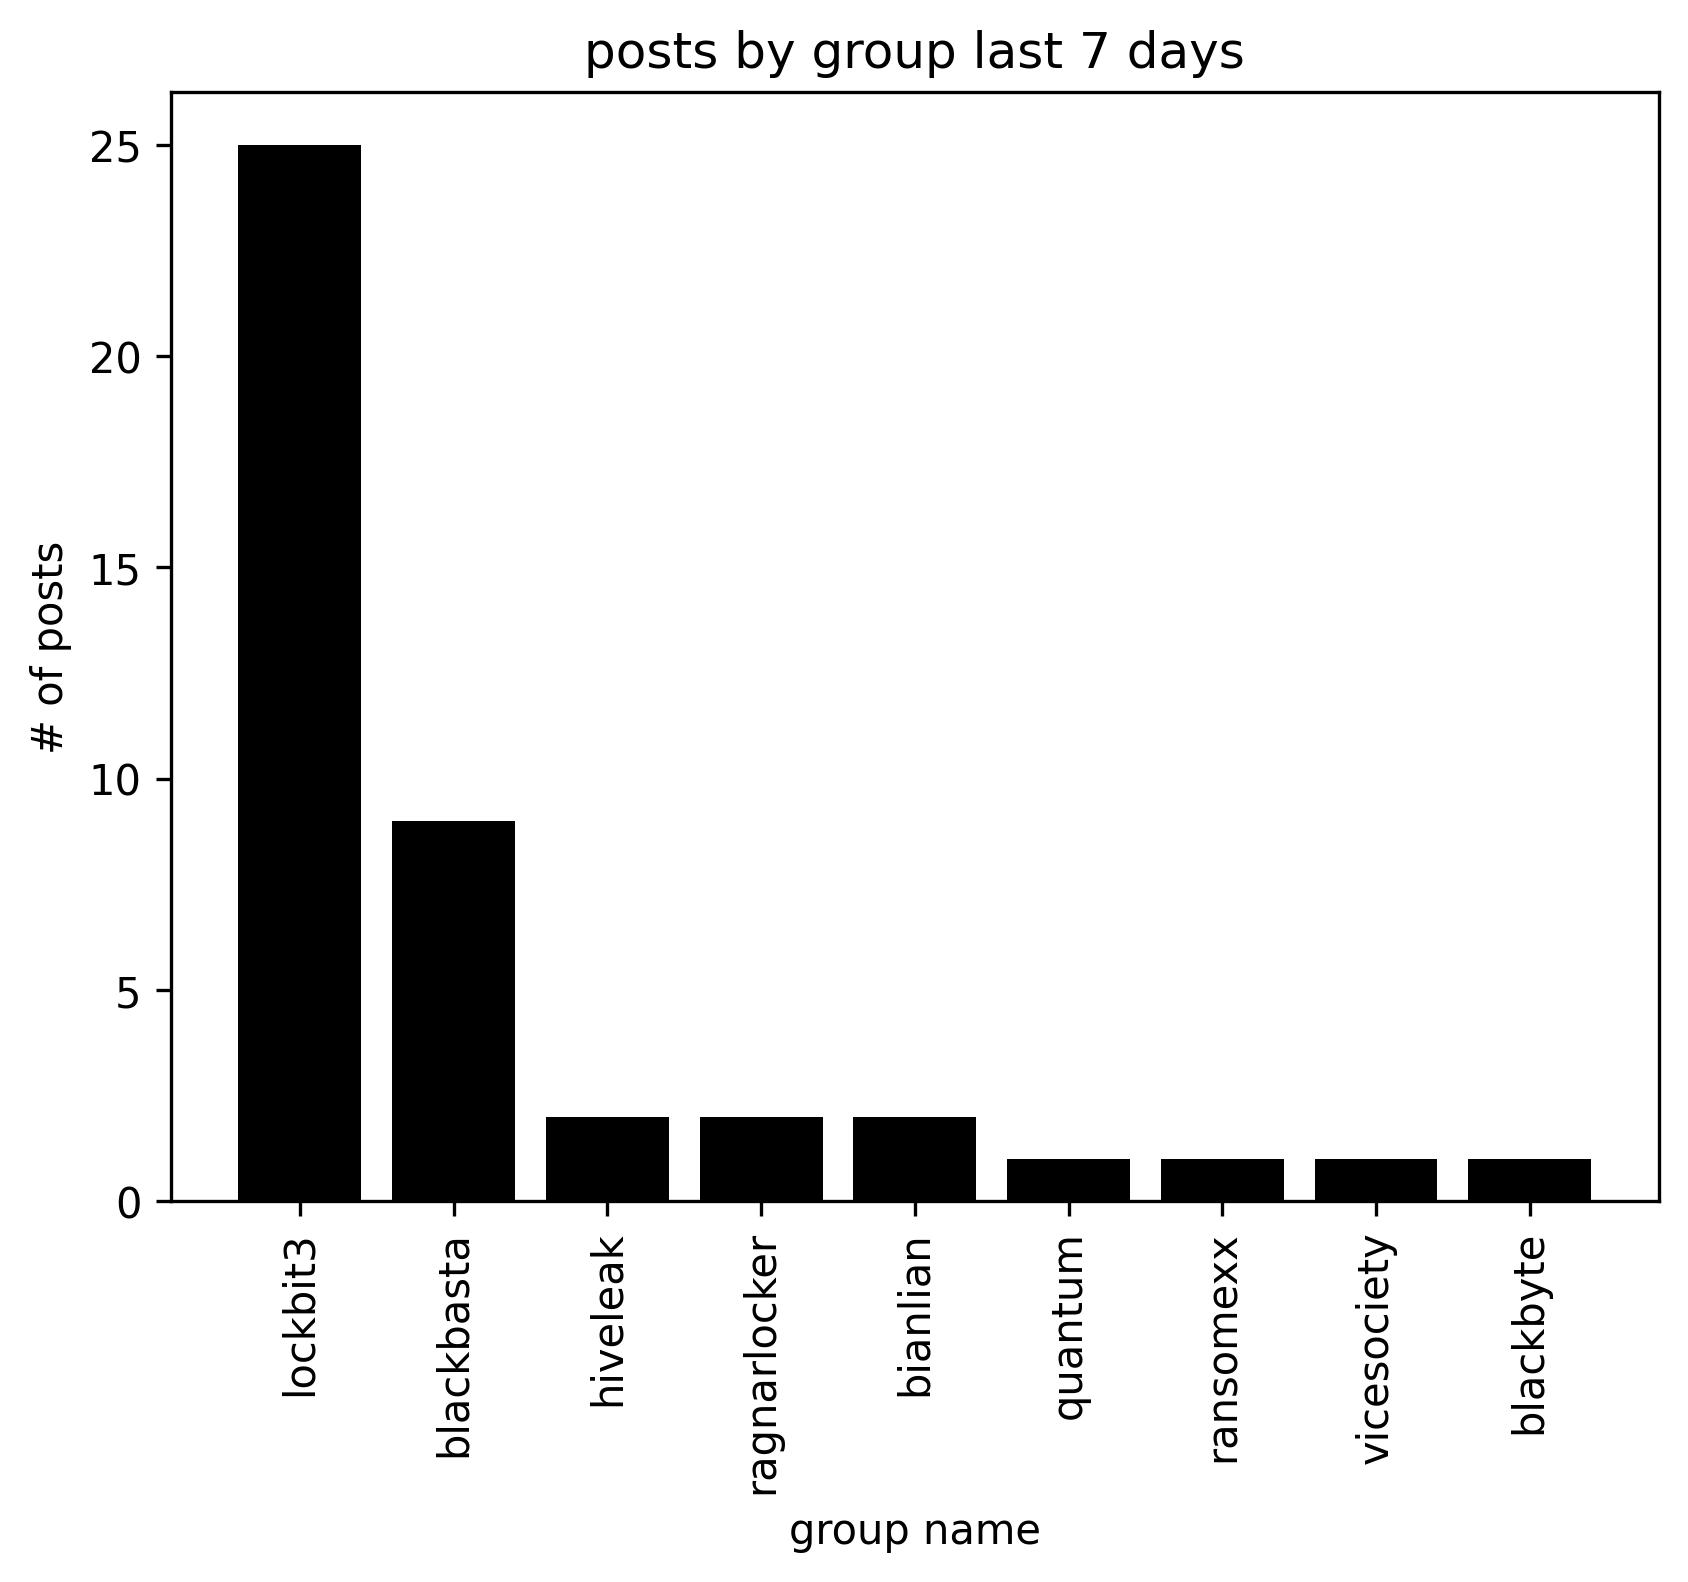 posts by group last 7 days
25
20
15
10
5
0
# of posts
lockbit3
blackbasta
hiveleak
ragnarlocker
bianlian
quantum
ransomexx
vicesociety
blackbyte
group name